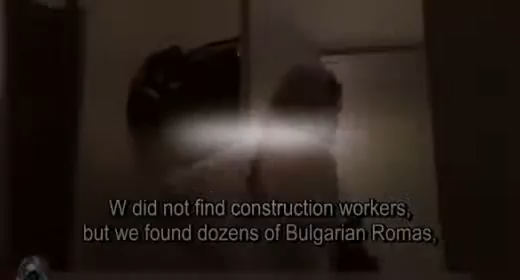 W did not find construction workers,
but we found dozens of Bulgarian Romas,